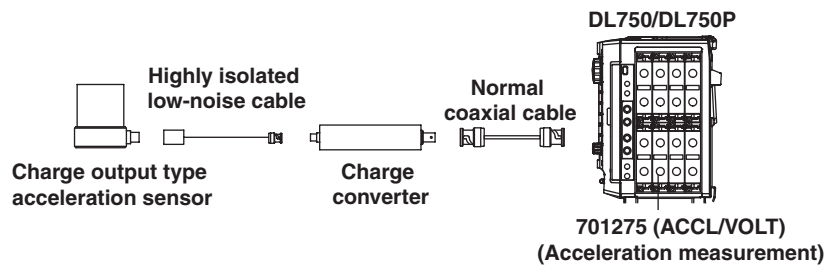 DL750/DL750P
Highly isolated
low-noise cable
Normal
coaxial cable
Charge output type
acceleration sensor
Charge
converter
701275 (ACCL/VOLT)
(Acceleration measurement)